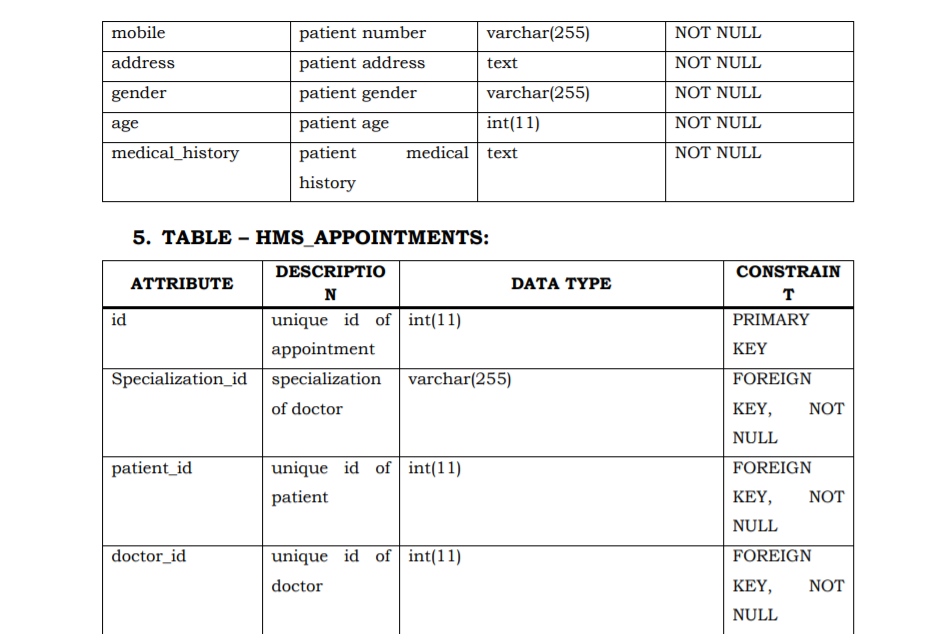 mobile patient number varchar(255) NOT NULL
address patient address text NOT NULL
gender patient gender varchar(255) NOT NULL
age patient age int(11) NOT NULL
medical_history patient medical text NOT NULL
history
5. TABLE – HMS_APPOINTMENTS:
ATTRIBUTE DESCRIPTIO DATA TYPE CONSTRAIN
N T
id unique id of int(11) PRIMARY
appointment KEY
Specialization_id specialization varchar(255) FOREIGN
of doctor KEY, NOT
NULL
patient_id unique id of int(11) FOREIGN
patient KEY, NOT
NULL
doctor_id unique id of int(11) FOREIGN
doctor KEY, NOT
NULL